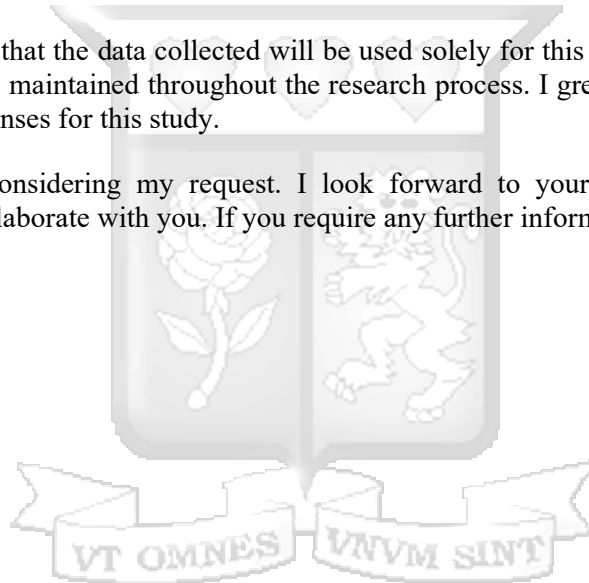 that the data collected will be used solely for this
maintained throughout the research process. I gre
nses for this study.
onsidering my request. I look forward to your
laborate with you. If you require any further inforn
VT OMNES VNVM SINT